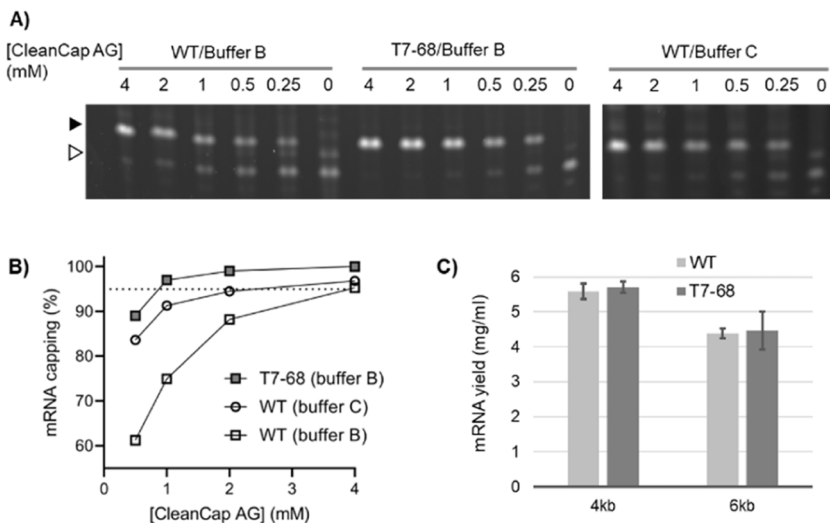 A)
[CleanCap AG] WT/Buffer B T7-68/Buffer B WT/Buffer C
(mM)
4 2 1 0.5 0.25 0 4 2 1 0.5 0.25 0 4 2 1 0.5 0.25 0
B)
100
90
80
70
60
mRNA capping (%)
T7-68 (buffer B)
WT (buffer C)
WT (buffer B)
0 1 2 3 4
[CleanCap AG] (mM)
C)
WT
T7-68
6
5
4
3
2
1
0
mRNA yield (mg/ml)
4kb 6kb